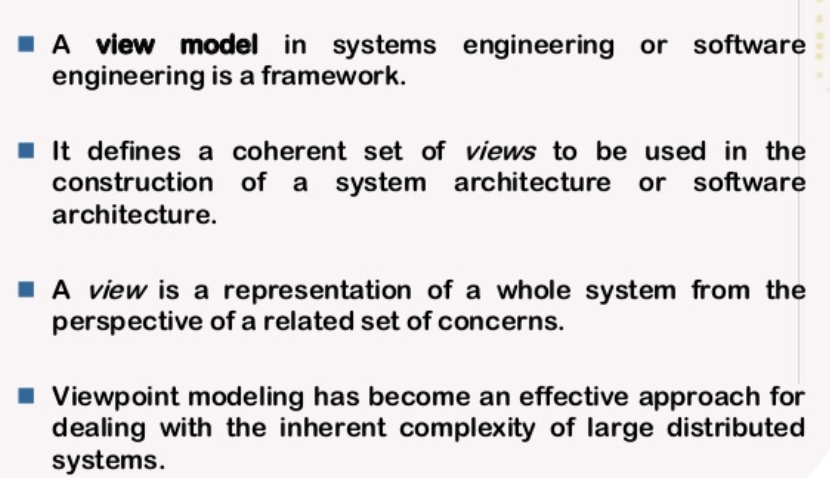 A view model in systems engineering or software
engineering is a framework.
It defines a coherent set of views to be used in the
construction of a system architecture or software
architecture.
A view is a representation of a whole system from the
perspective of a related set of concerns.
Viewpoint modeling has become an effective approach for
dealing with the inherent complexity of large distributed
systems.